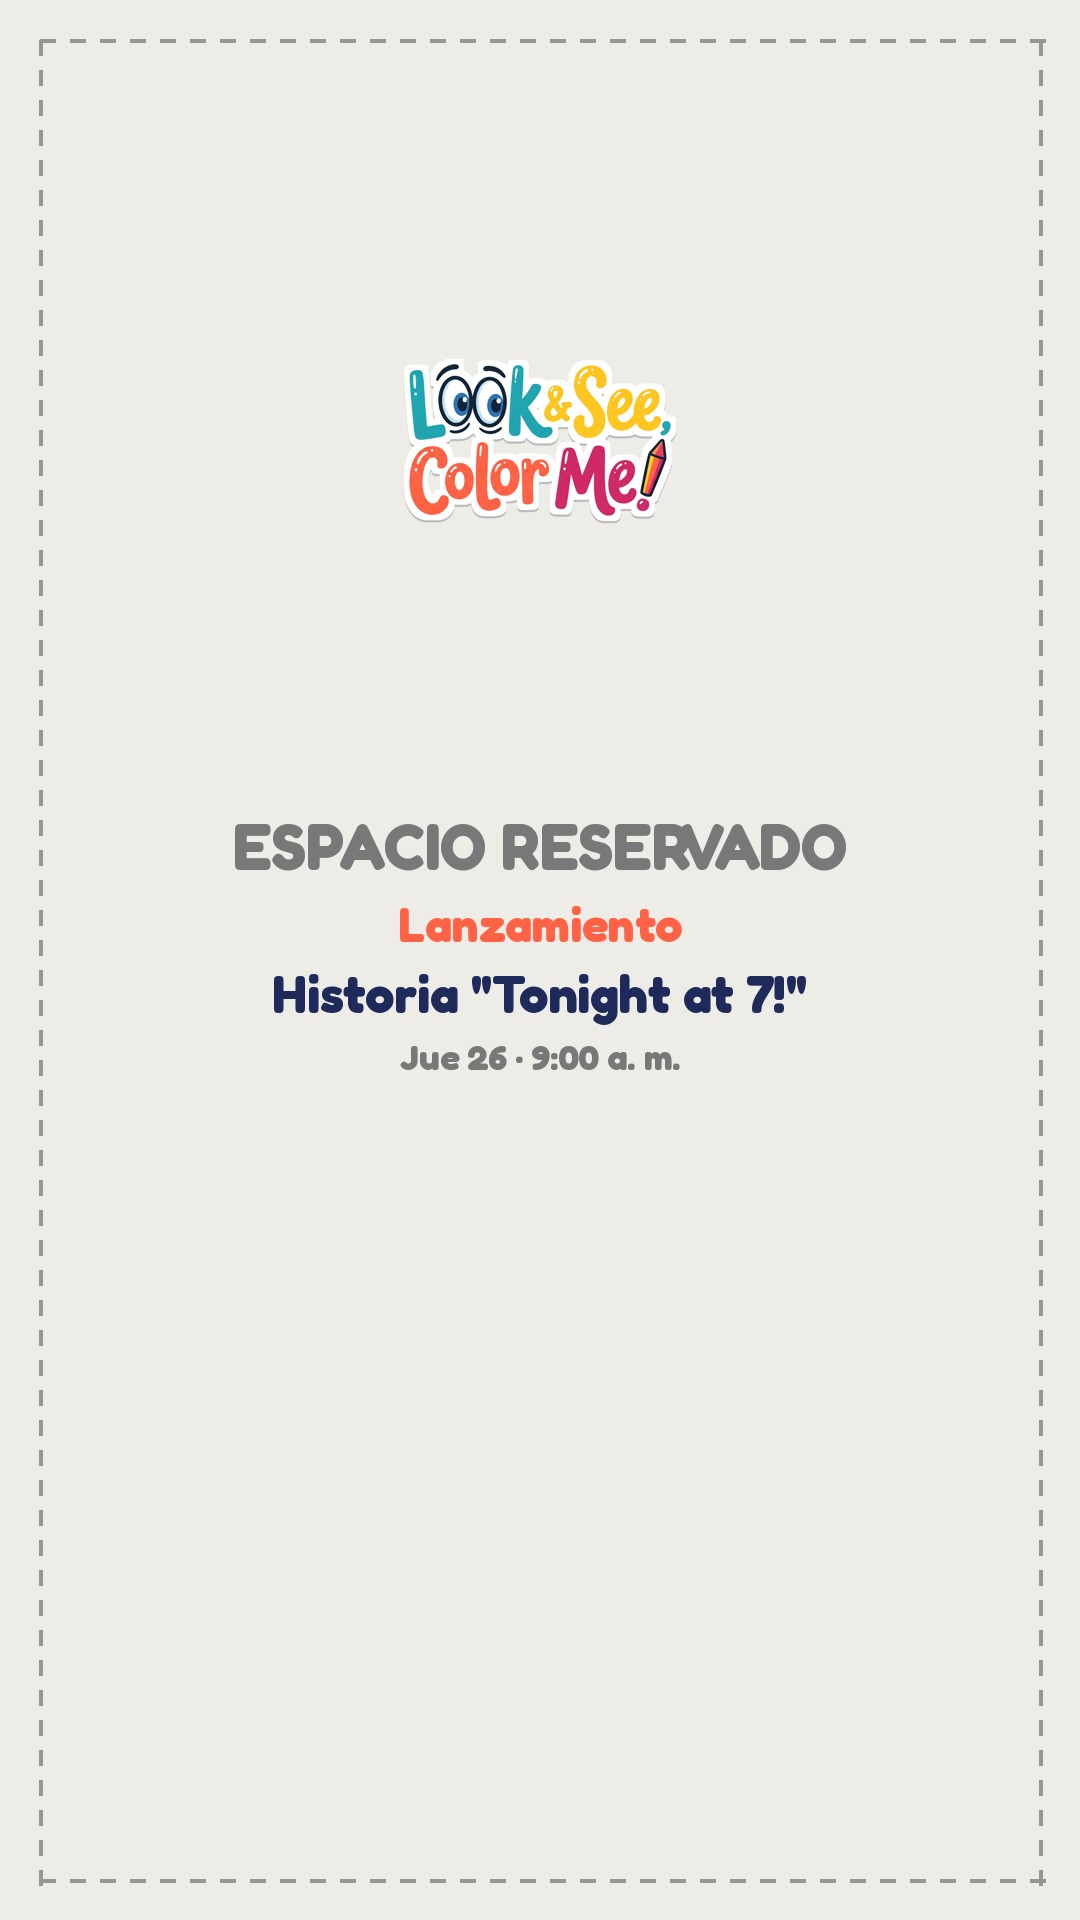 Look & See,
Color Me!
ESPACIO RESERVADO
Lanzamiento
Historia "Tonight at 7!"
Jue 26 · 9:00 a. m.